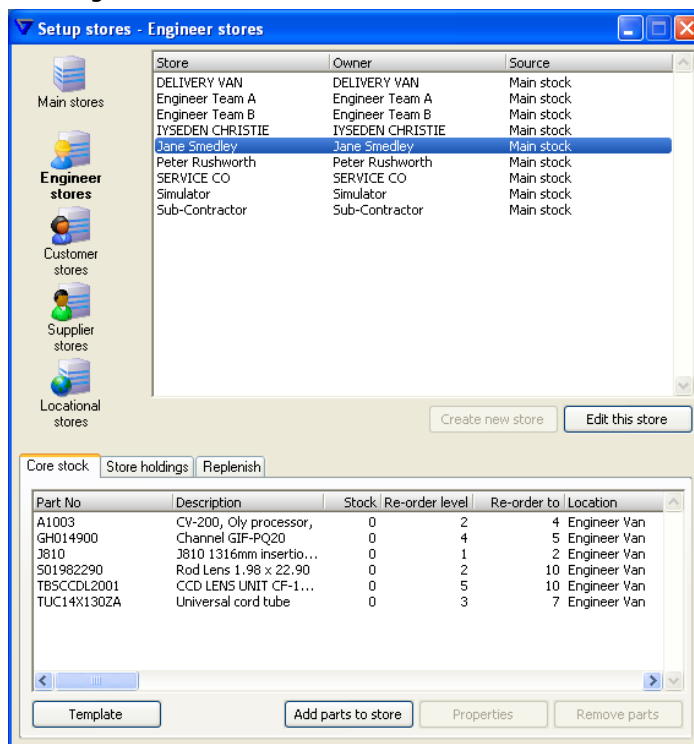 Setup stores - Engineer stores
Main stores
Engineer stores
Customer stores
Supplier stores
Locational stores
Store Owner Source
DELIVERY VAN DELIVERY VAN Main stock
Engineer Team A Engineer Team A Main stock
Engineer Team B Engineer Team B Main stock
IYSEDEN CHRISTIE IYSEDEN CHRISTIE Main stock
Jane Smedley Jane Smedley Main stock
Peter Rushworth Peter Rushworth Main stock
SERVICE CO SERVICE CO Main stock
Simulator Simulator Main stock
Sub-Contractor Sub-Contractor Main stock
Create new store Edit this store
Core stock Store holdings Replenish
Part No Description Stock Re-order level Re-order to Location
A1003 CV-200, Oly processor, 0 2 4 Engineer Van
GH014900 Channel GIF-PQ20 0 4 5 Engineer Van
J810 J810 1316mm insertio... 0 1 2 Engineer Van
S01982290 Rod Lens 1.98 x 22.90 0 2 10 Engineer Van
TBSCCDL2001 CCD LENS UNIT CF-1... 0 5 10 Engineer Van
TUC14X130ZA Universal cord tube 0 3 7 Engineer Van
Template Add parts to store Properties Remove parts